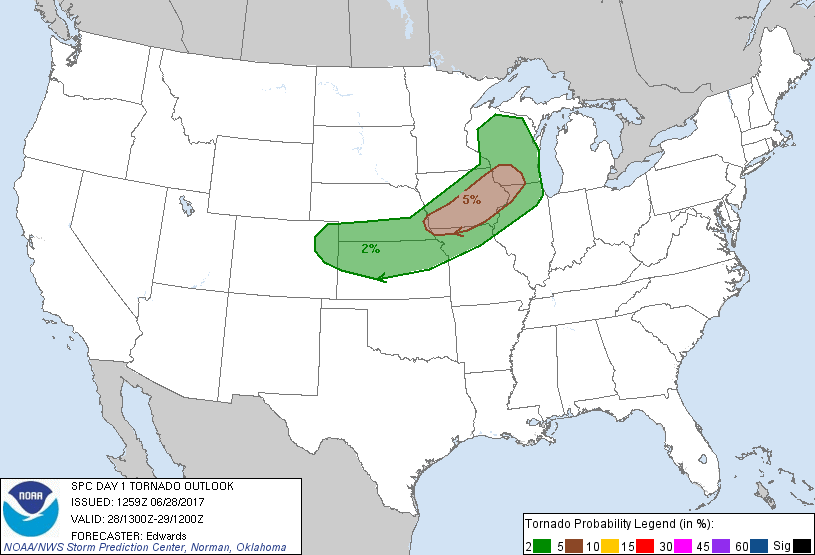 5%
2%
NOAA
SPC DAY 1 TORNADO OUTLOOK
ISSUED: 1259Z 06/28/2017
VALID: 28/1300Z-29/1200Z
FORECASTER: Edwards
NOAA/NWS Storm Prediction Center, Norman, Oklahoma
Tornado Probability Legend (in %):
2 5 10 15 30 45 60 Sig